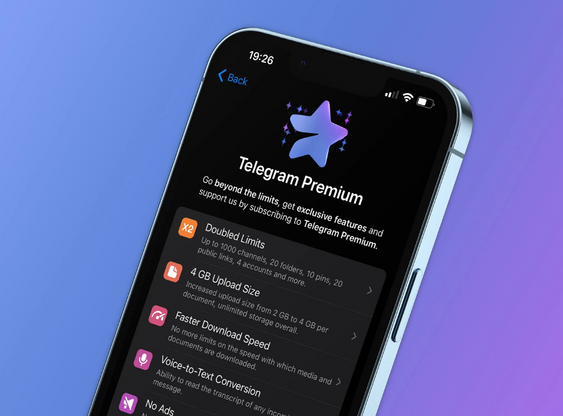 19:26
Back
Telegram Premium
Go beyond the limits, get exclusive features and
support us by subscribing to Telegram Premium.
X2
Doubled Limits
Up to 1000 channels, 20 folders, 10 pins, 20
public links, 4 accounts and more.
4 GB Upload Size
Increased upload size from 2 GB to 4 GB per
document, unlimited storage overall.
Faster Download Speed
No more limits on the speed with which media and
documents are downloaded.
Voice-to-Text Conversion
Ability to read the transcript of any incoming
message.
No Ads